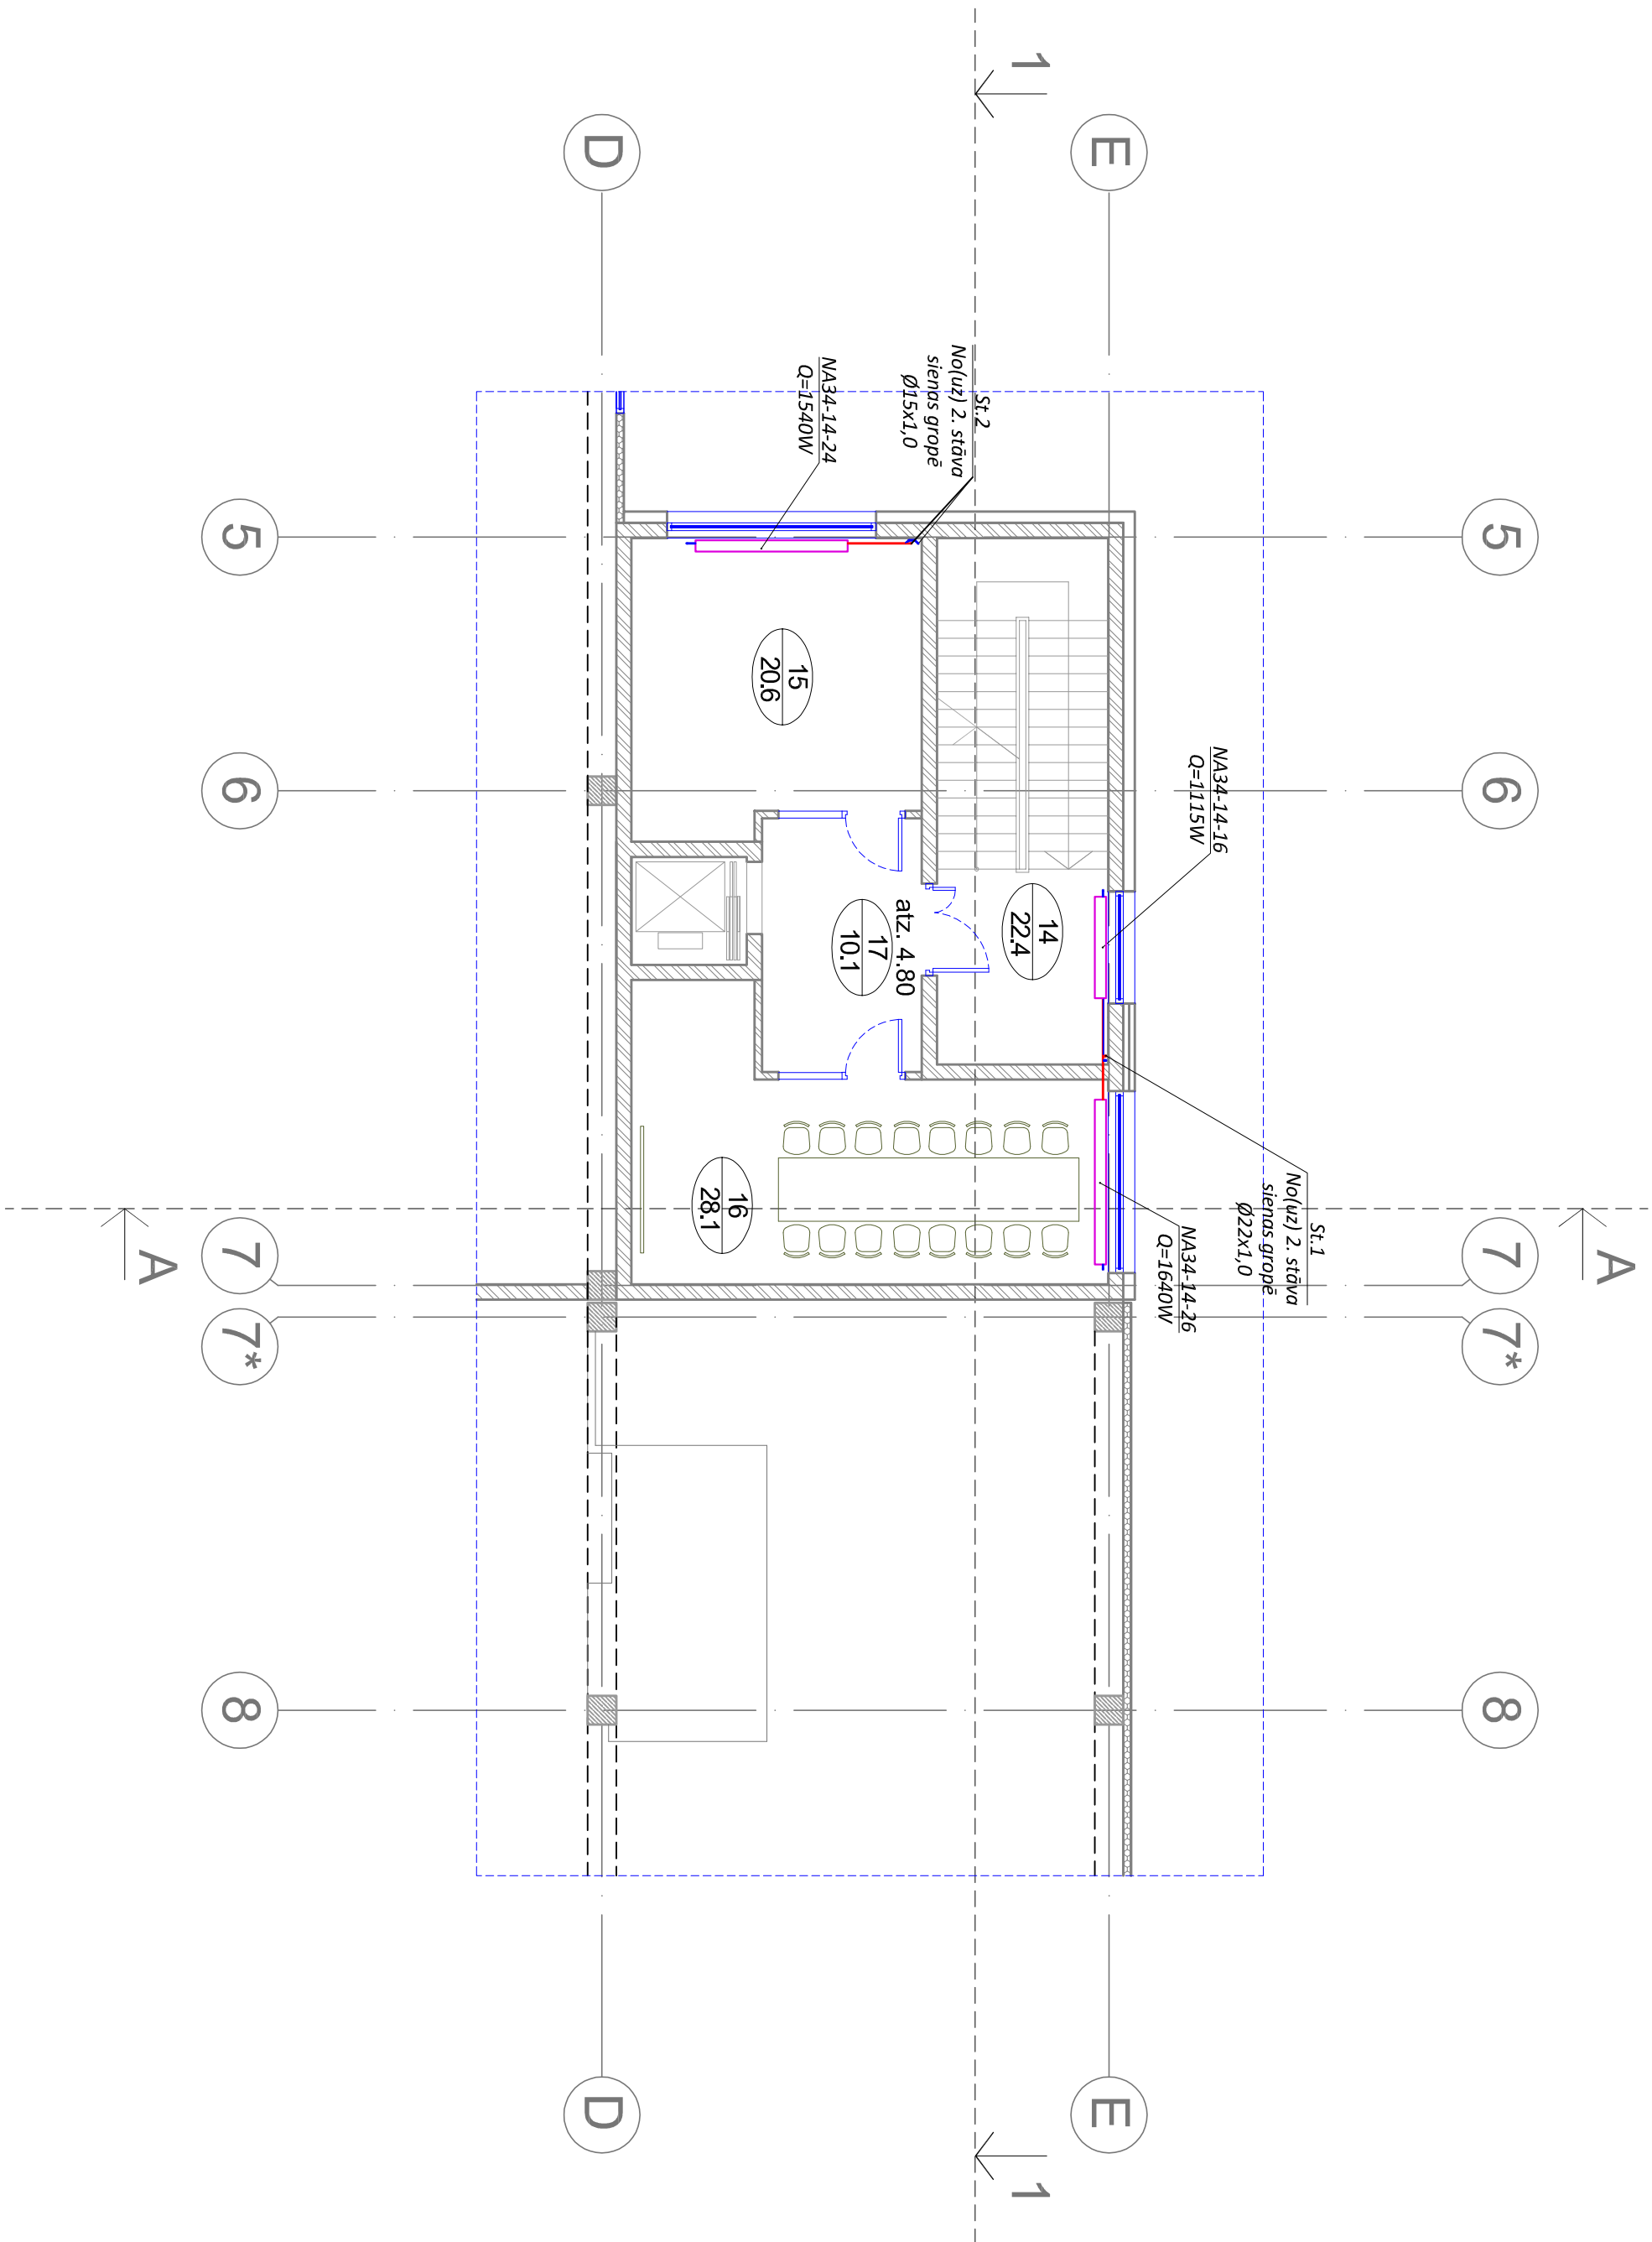 A
5
6
7
7*
8
St.1
No(uz) 2. stāva
sienas gropē
Ø22x1,0
NA34-14-16
Q=1115W
NA34-14-26
Q=1640W
E
E
1
1
14
22.4
St.2
No(uz) 2. stāva
sienas gropē
Ø15x1,0
atz. 4.80
17
10.1
NA34-14-24
Q=1540W
15
20.6
16
28.1
D
D
5
6
7
7*
8
A